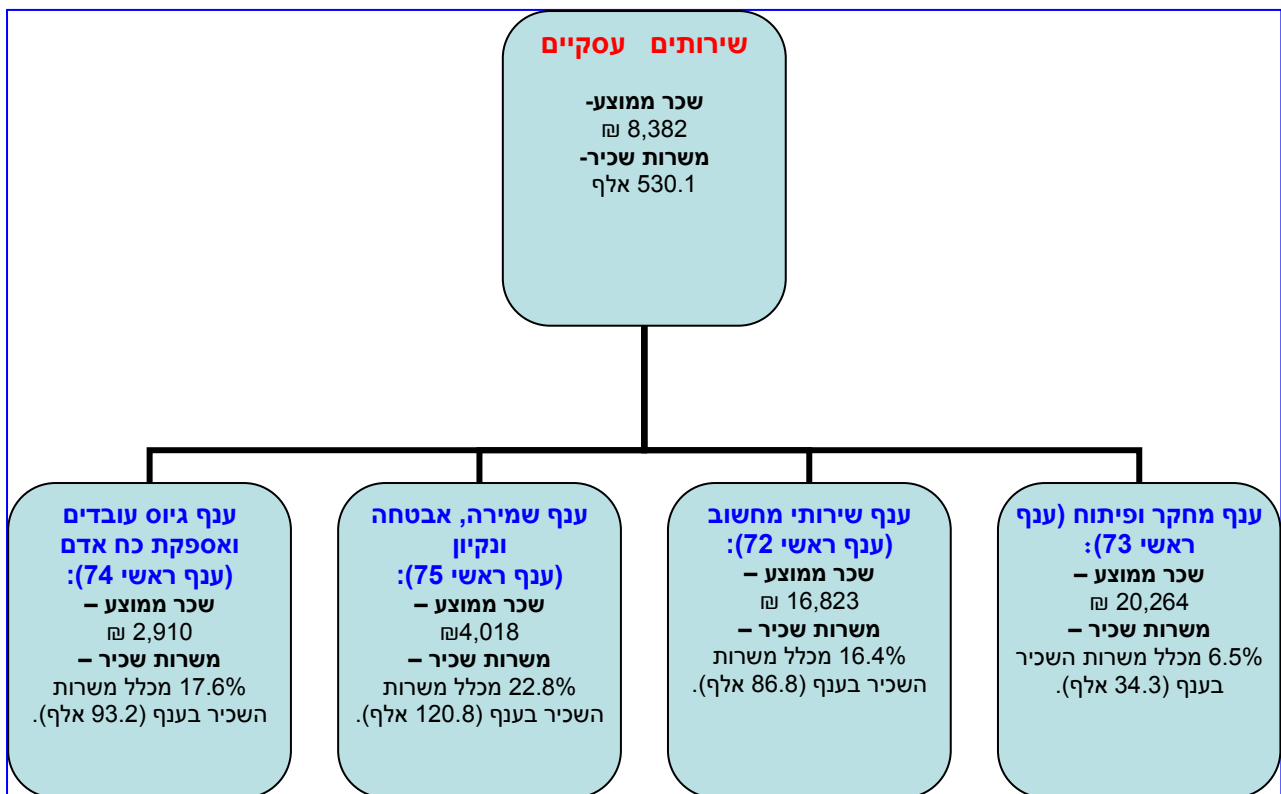 שירותים עסקיים
שכר ממוצע-
8,382 ₪
משרות שכיר-
530.1 אלף
ענף מחקר ופיתוח (ענף
ראשי 73):
שכר ממוצע –
20,264 ₪
משרות שכיר –
6.5% מכלל משרות השכיר
בענף (34.3 אלף).
ענף שירותי מחשוב
(ענף ראשי 72):
שכר ממוצע –
16,823 ₪
משרות שכיר –
16.4% מכלל משרות
השכיר בענף (86.8 אלף).
ענף שמירה, אבטחה
ונקיון
(ענף ראשי 75):
שכר ממוצע –
4,018₪
משרות שכיר –
22.8% מכלל משרות
השכיר בענף (120.8 אלף).
ענף גיוס עובדים
ואספקת כח אדם
(ענף ראשי 74):
שכר ממוצע –
2,910 ₪
משרות שכיר –
17.6% מכלל משרות
השכיר בענף (93.2 אלף).